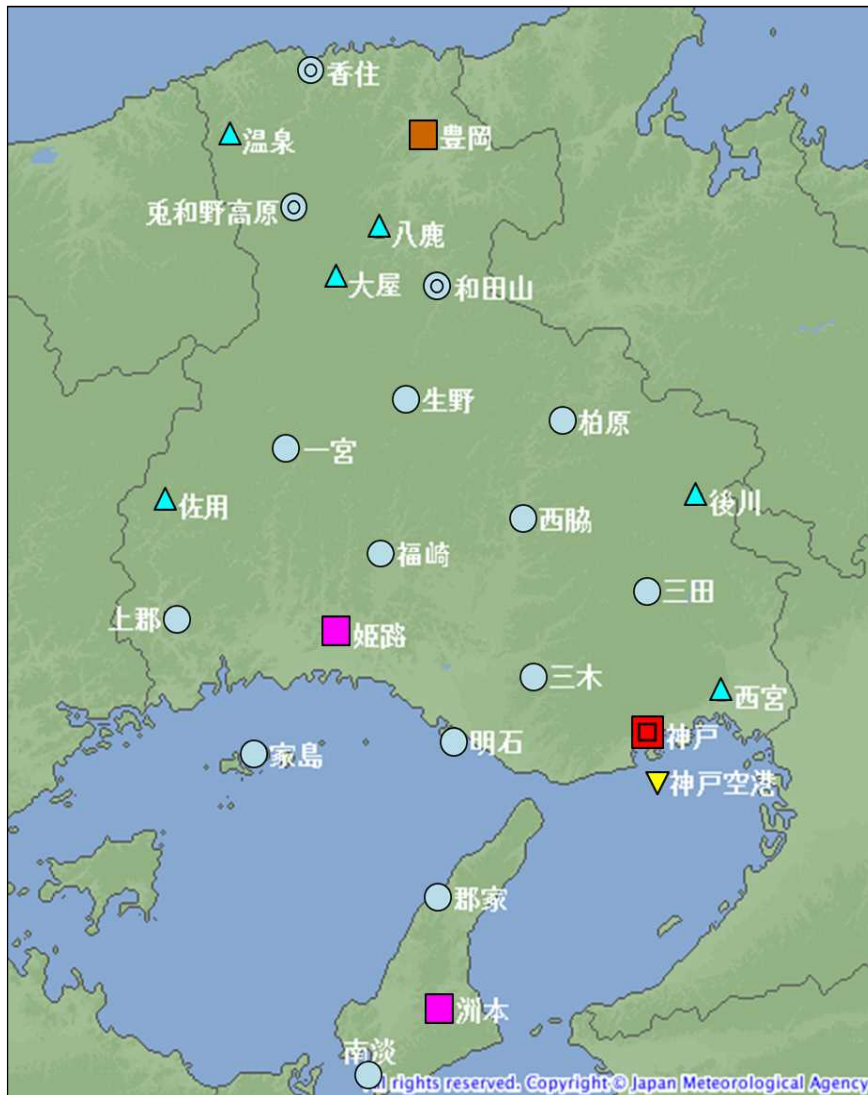 香住
温泉
豊岡
兎和野高原
八鹿
大屋
和田山
生野
柏原
一宮
佐用
後川
西脇
福崎
三田
上郡
姫路
三木
西宮
神戸
明石
家島
神戸空港
郡家
洲本
南淡
All rights reserved. Copyright © Japan Meteorological Agency